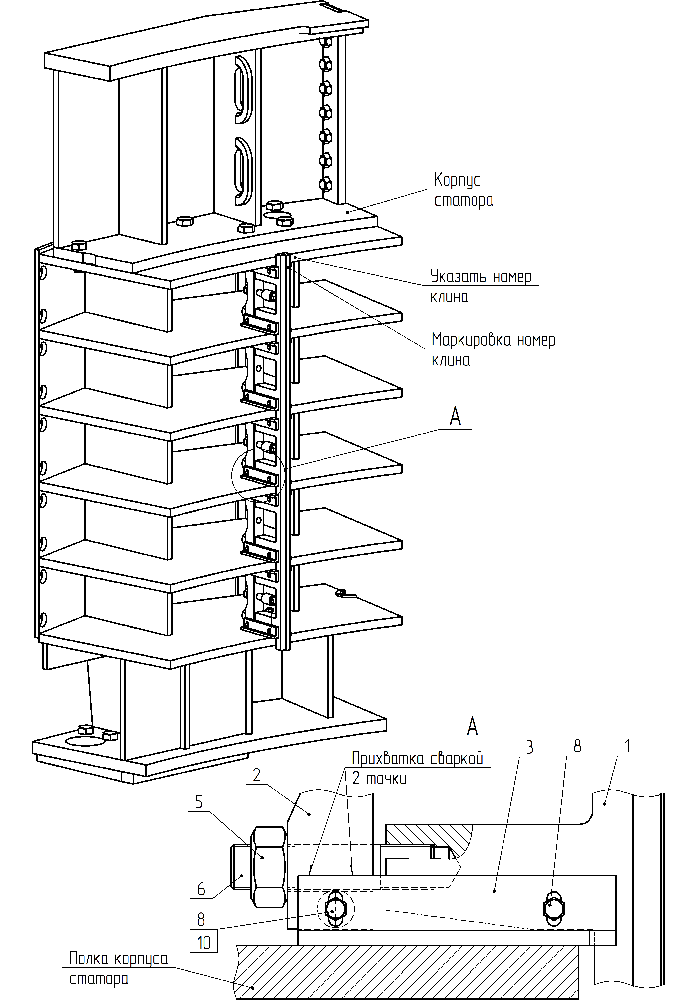 Корпус
статора
Указать номер
клина
Маркировка номер
клина
А
А
3
8
1
Прихватка сваркой
2 точки
2
5
6
8
10
Полка корпуса
статора